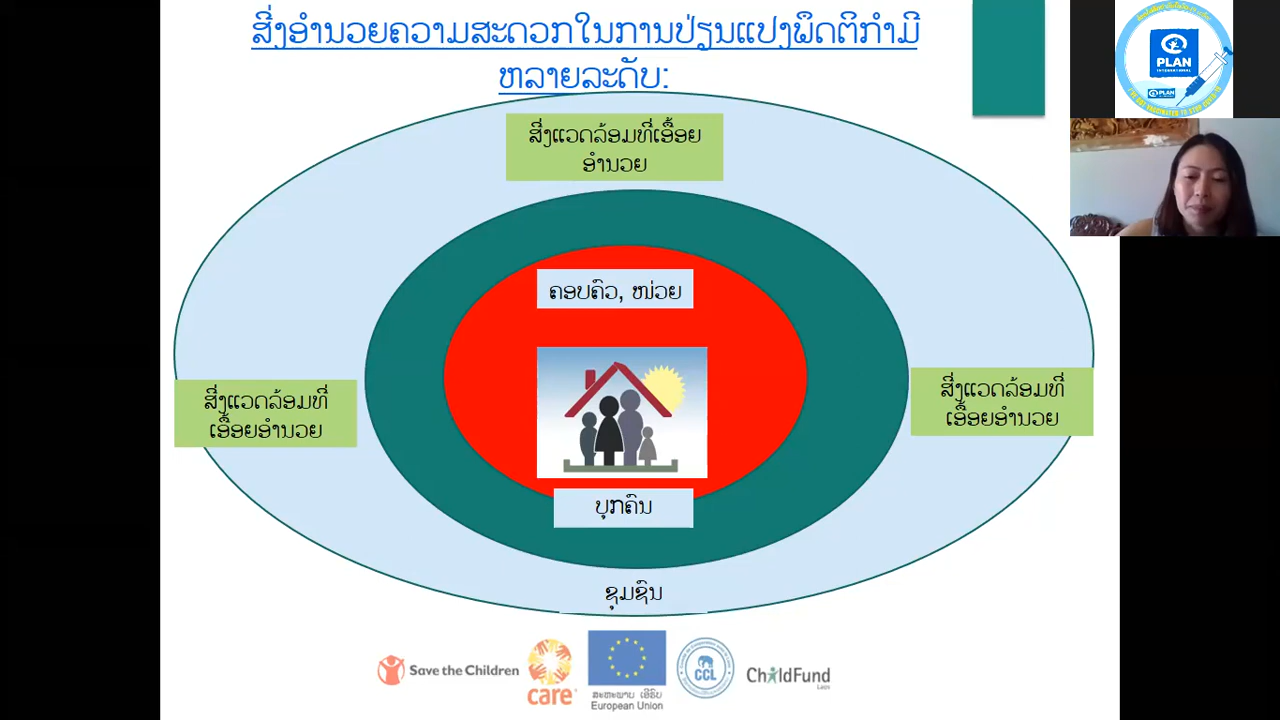 ສິ່ງອຳນວຍຄວາມສະດວກໃນການປ່ຽນແປງພຶດຕິກຳມີ
ຫລາຍລະດັບ:
ສິ່ງແວດລ້ອມທີ່ເອື້ອຍ
ອຳນວຍ
ຄອບຄົວ, ໜ່ວຍ
ສິ່ງແວດລ້ອມທີ່
ເອື້ອຍອຳນວຍ
ສິ່ງແວດລ້ອມທີ່
ເອື້ອຍອຳນວຍ
ບຸກຄົນ
ຊຸມຊົນ
Save the Children
care
ສະຫະພາບ ເອີຣົບ
European Union
CCL
ChildFund
Laos
PLAN
INTERNATIONAL
PLAN